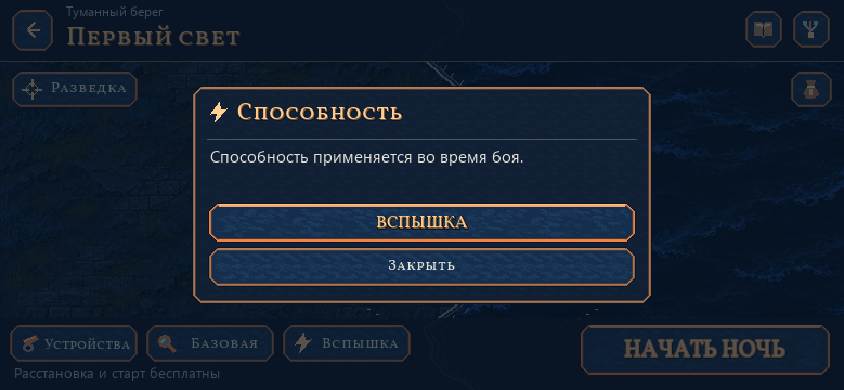 Туманный берег
Первый свет
Разведка
Способность
Способность применяется во время боя.
ВСПЫШКА
Закрыть
Устройства
Базовая
Вспышка
НАЧАТЬ НОЧЬ
Расстановка и старт бесплатны